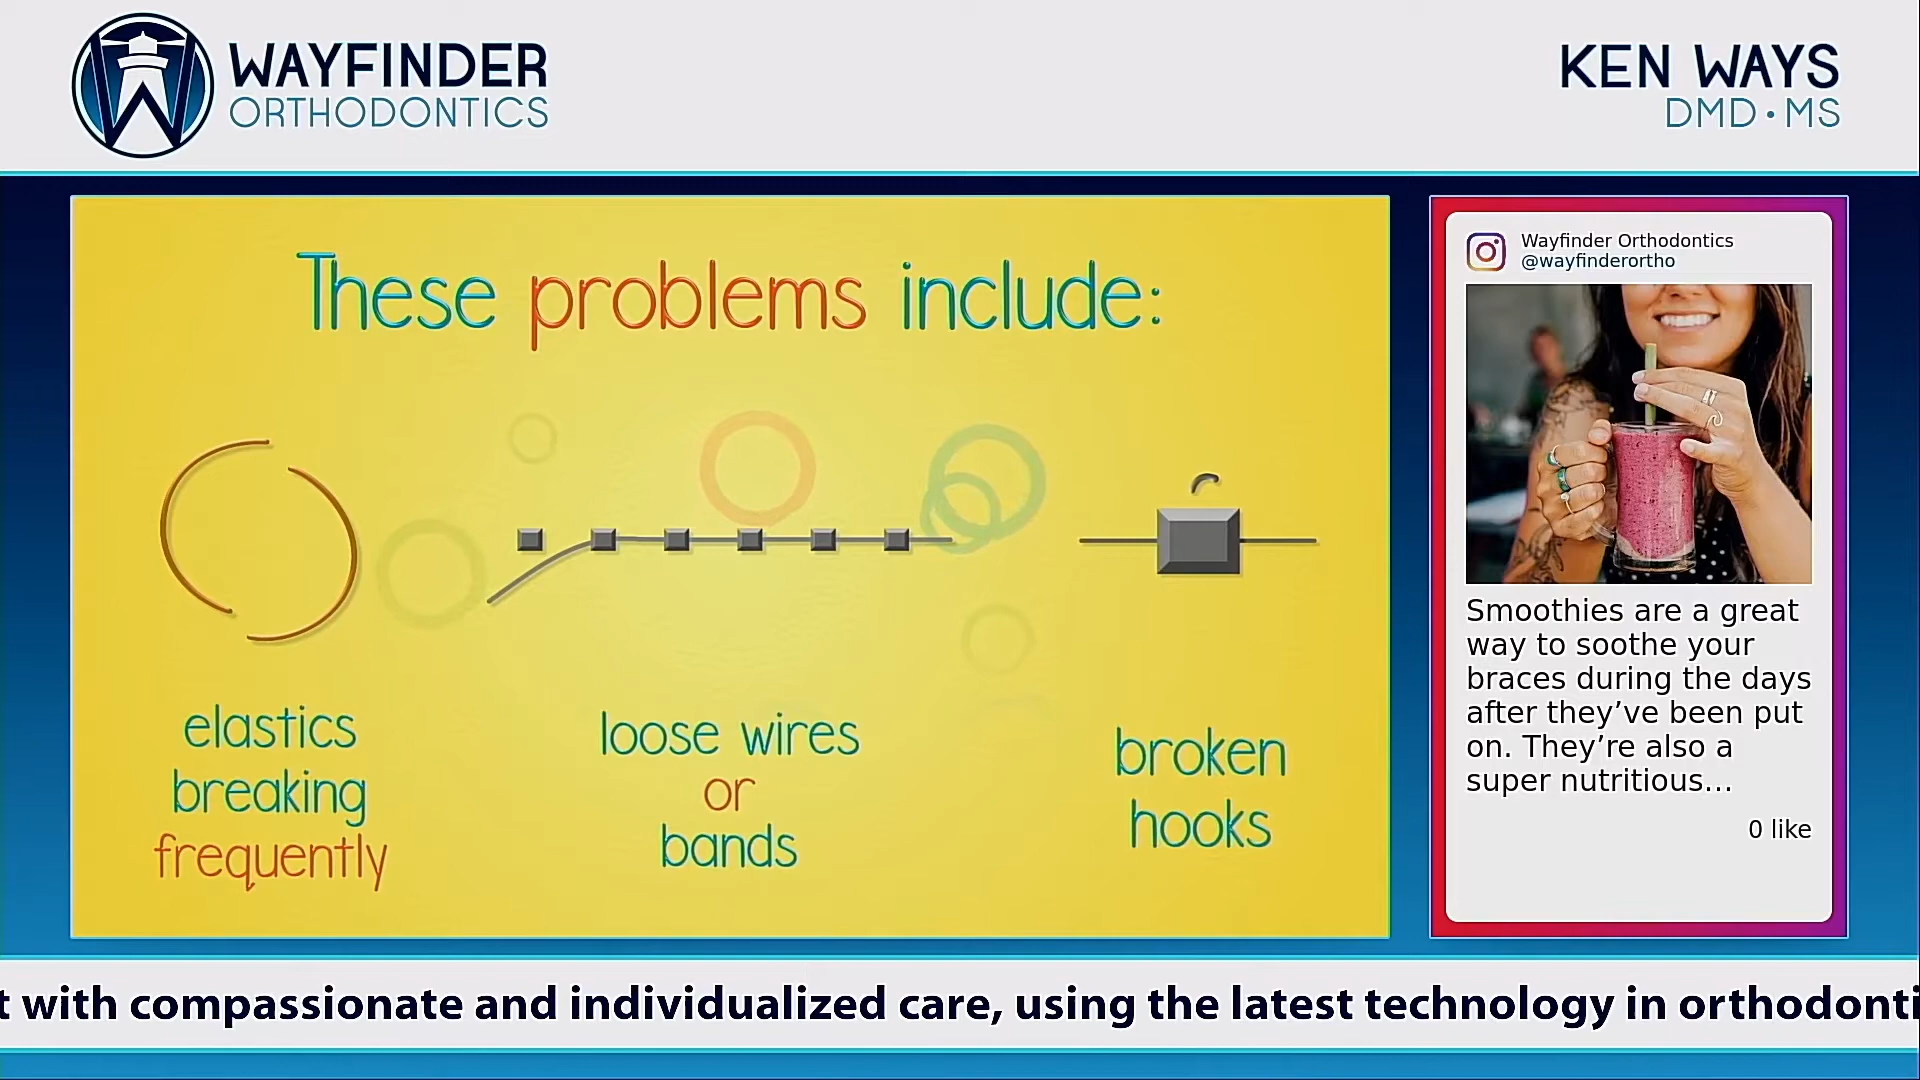 WAYFINDER
ORTHODONTICS
KEN WAYS
DMD • MS
These problems include:
elastics
breaking
frequently
loose wires
or
bands
broken
hooks
Wayfinder Orthodontics
@wayfinderortho
Smoothies are a great
way to soothe your
braces during the days
after they’ve been put
on. They’re also a
super nutritious...
0 like
with compassionate and individualized care, using the latest technology in